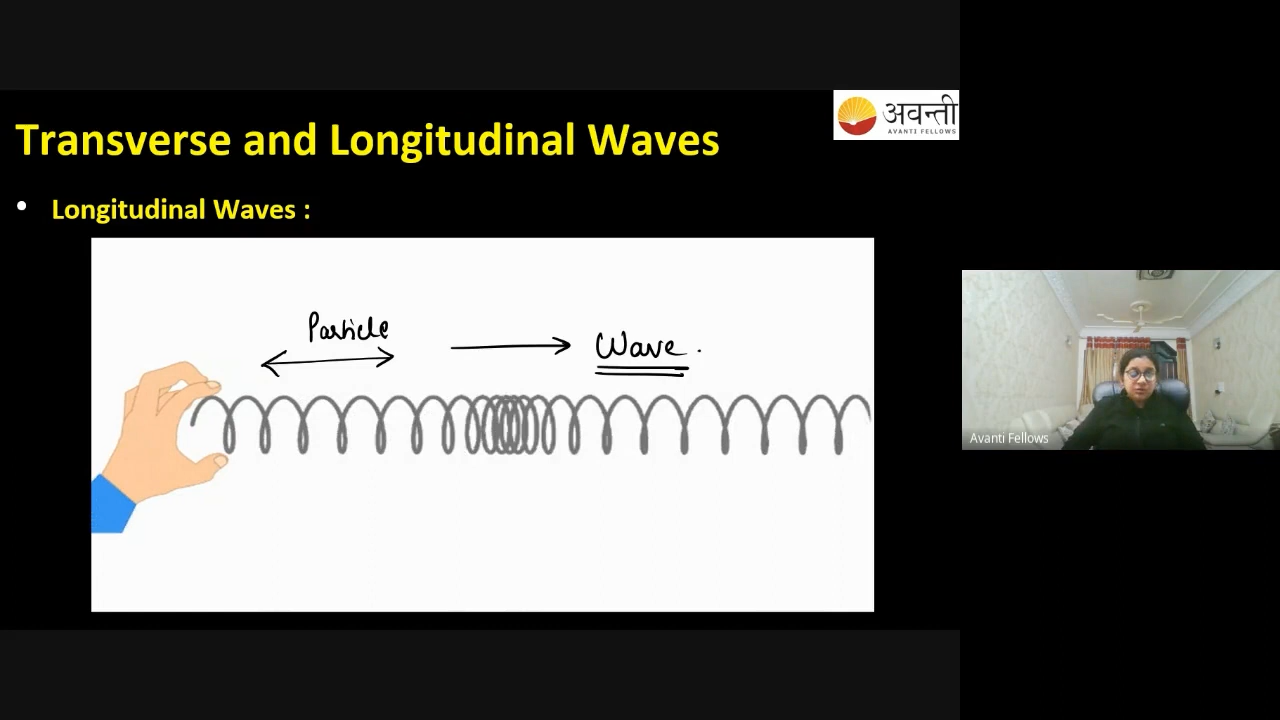 Transverse and Longitudinal Waves
अवन्ती
AVANTI FELLOWS
• Longitudinal Waves :
Particle
Wave.
Avanti Fellows